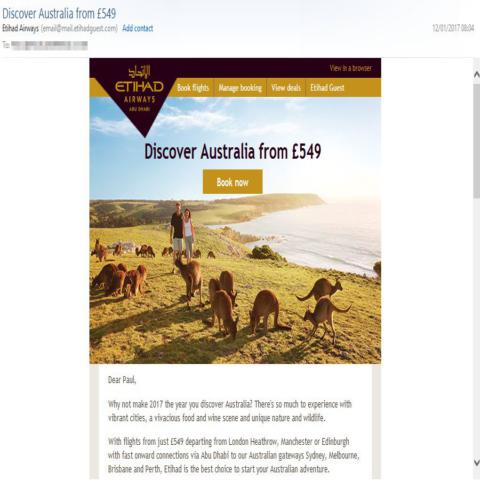 Discover Australia from £549
Etihad Airways (email@mail.etihadguest.com) Add contact
12/01/2017 08:04
To:
View in a browser
الإتحاد
ETIHAD
AIRWAYS
ABU DHABI
Book flights Manage booking View deals Etihad Guest
Discover Australia from £549
Book now
Dear Paul,
Why not make 2017 the year you discover Australia? There's so much to experience with
vibrant cities, a vivacious food and wine scene and unique nature and wildlife.
With flights from just £549 departing from London Heathrow, Manchester or Edinburgh
with fast onward connections via Abu Dhabi to our Australian gateways Sydney, Melbourne,
Brisbane and Perth, Etihad is the best choice to start your Australian adventure.